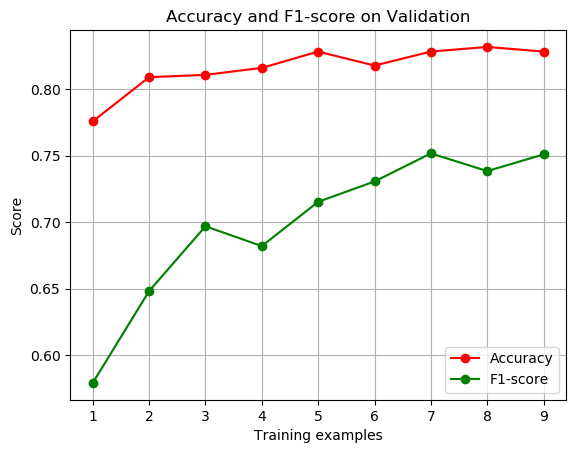 Accuracy and F1-score on Validation
Score
0.80
0.75
0.70
0.65
0.60
Accuracy
F1-score
1 2 3 4 5 6 7 8 9
Training examples